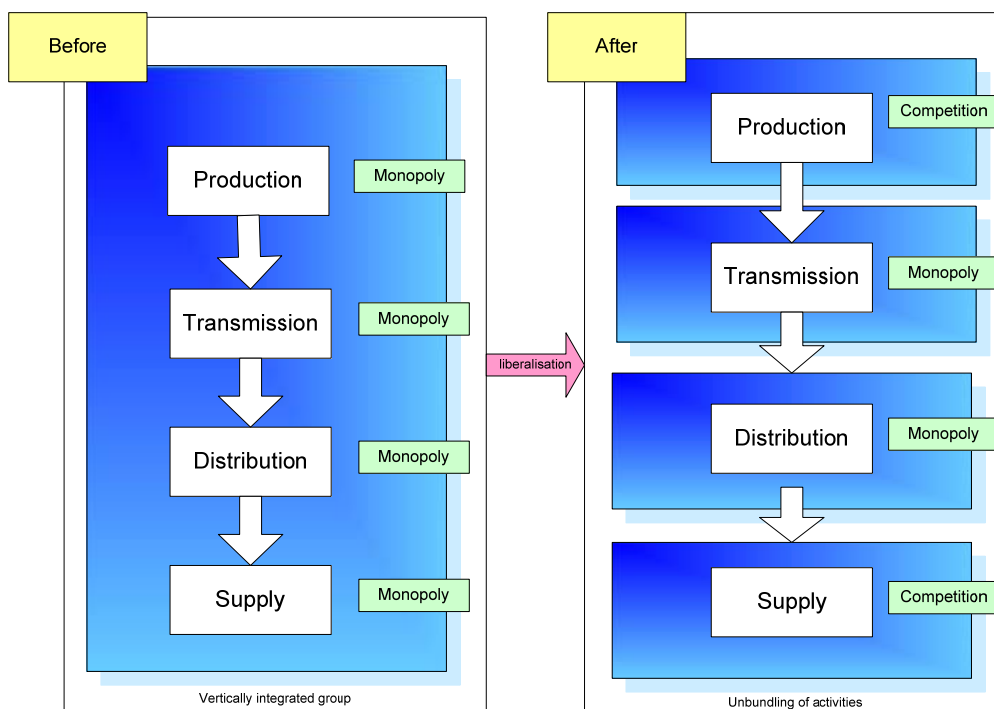 Before
Production
Monopoly
Transmission
Monopoly
Distribution
Monopoly
Supply
Monopoly
Vertically integrated group
liberalisation
After
Production
Competition
Transmission
Monopoly
Distribution
Monopoly
Supply
Competition
Unbundling of activities